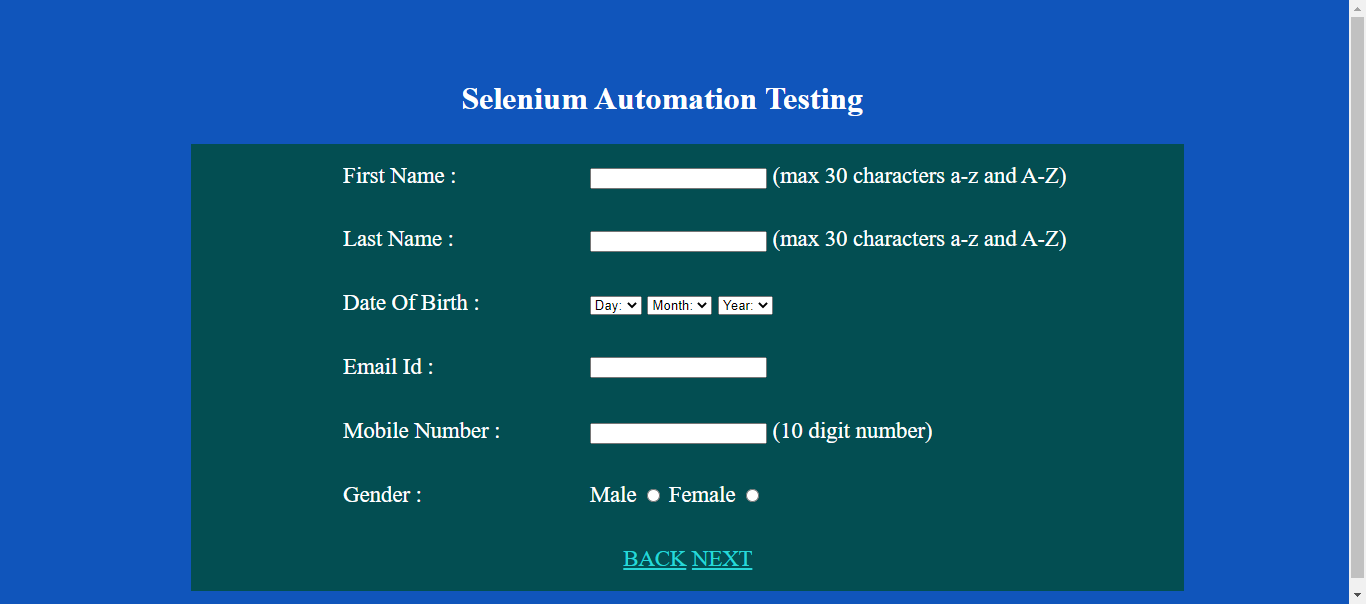 Selenium Automation Testing
First Name : (max 30 characters a-z and A-Z)
Last Name : (max 30 characters a-z and A-Z)
Date Of Birth : Day: Month: Year:
Email Id :
Mobile Number : (10 digit number)
Gender : Male Female
BACK NEXT